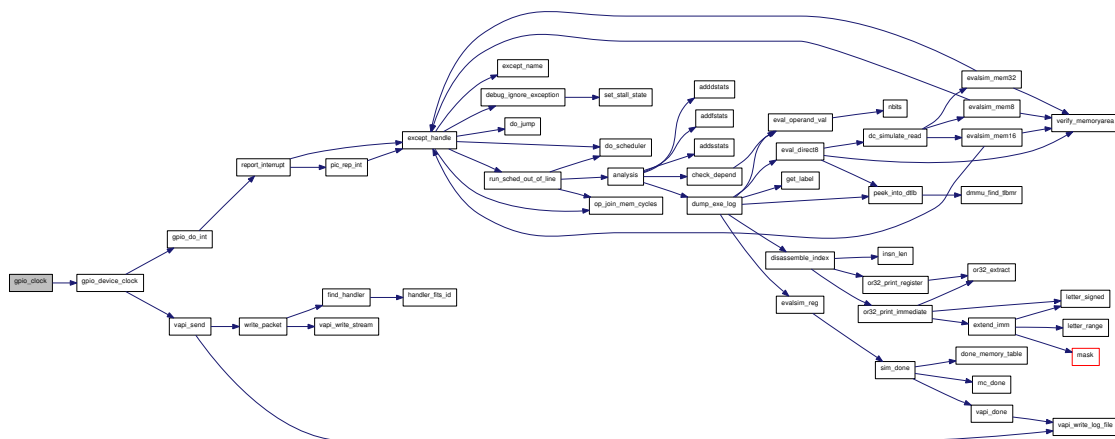 gpio_clock
gpio_device_clock
gpio_do_int
vapi_send
report_interrupt
write_packet
pic_rep_int
find_handler
vapi_write_stream
except_handle
handler_fits_id
except_name
debug_ignore_exception
do_jump
run_sched_out_of_line
set_stall_state
do_scheduler
analysis
op_join_mem_cycles
adddstats
addfstats
addsstats
check_depend
dump_exe_log
eval_operand_val
eval_direct8
get_label
disassemble_index
evalsim_reg
nbits
dc_simulate_read
peek_into_dtlb
insn_len
or32_print_register
or32_print_immediate
sim_done
evalsim_mem32
evalsim_mem8
evalsim_mem16
dmmu_find_tlbmr
or32_extract
extend_imm
done_memory_table
mc_done
vapi_done
verify_memoryarea
letter_signed
letter_range
mask
vapi_write_log_file